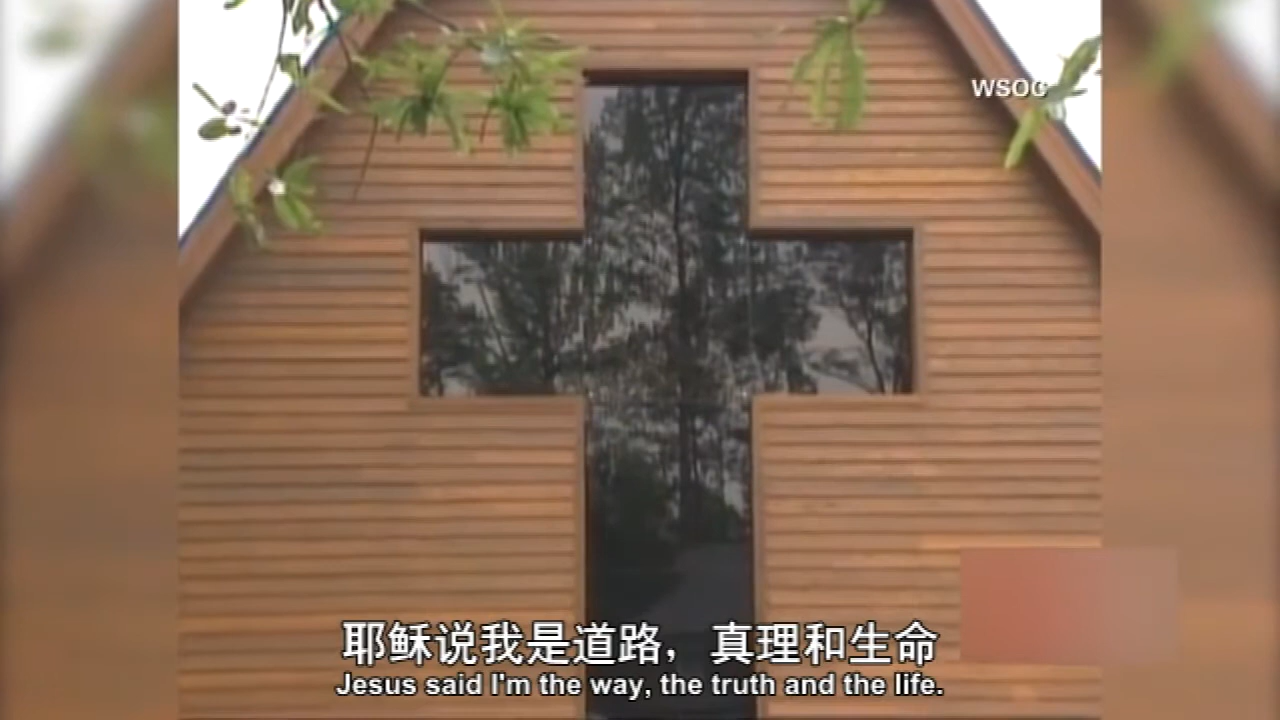 WSOC
耶稣说我是道路，真理和生命
Jesus said I'm the way, the truth and the life.